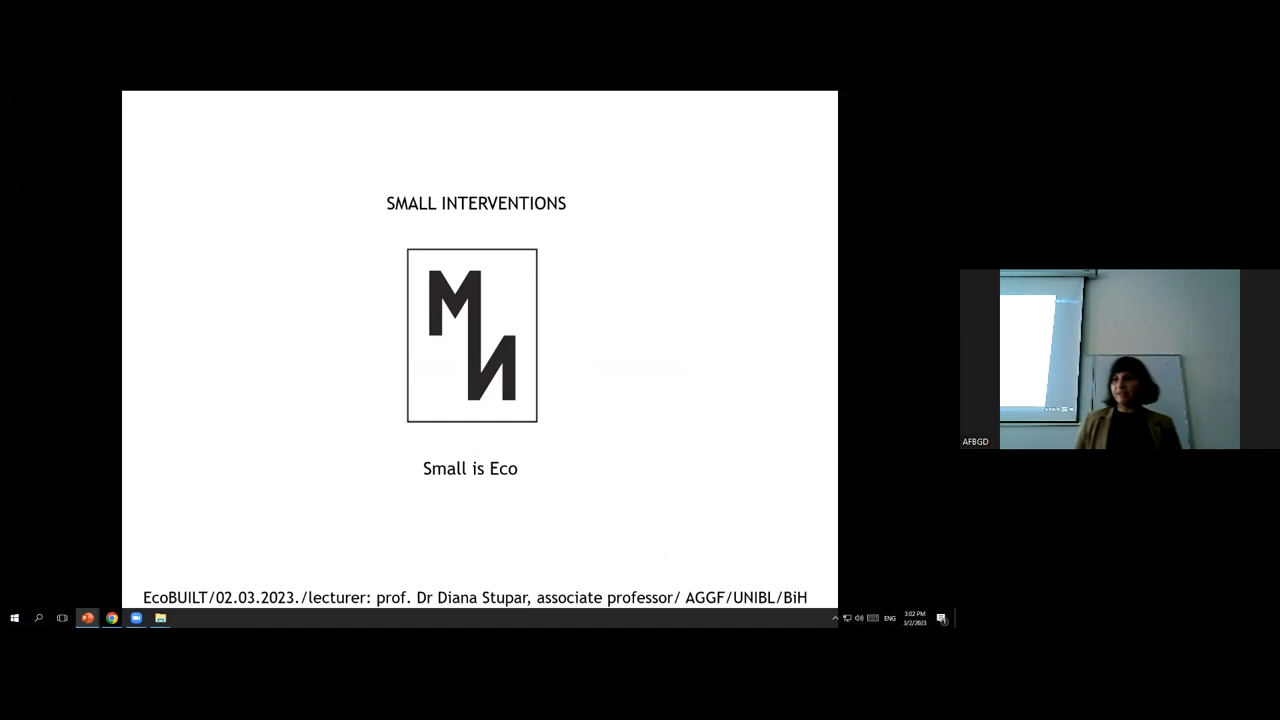 SMALL INTERVENTIONS
МИ
Small is Eco
EcoBUILT/02.03.2023./lecturer: prof. Dr Diana Stupar, associate professor/ AGGF/UNIBL/BiH
ENG
3:02 PM
3/2/2023
AFBGD